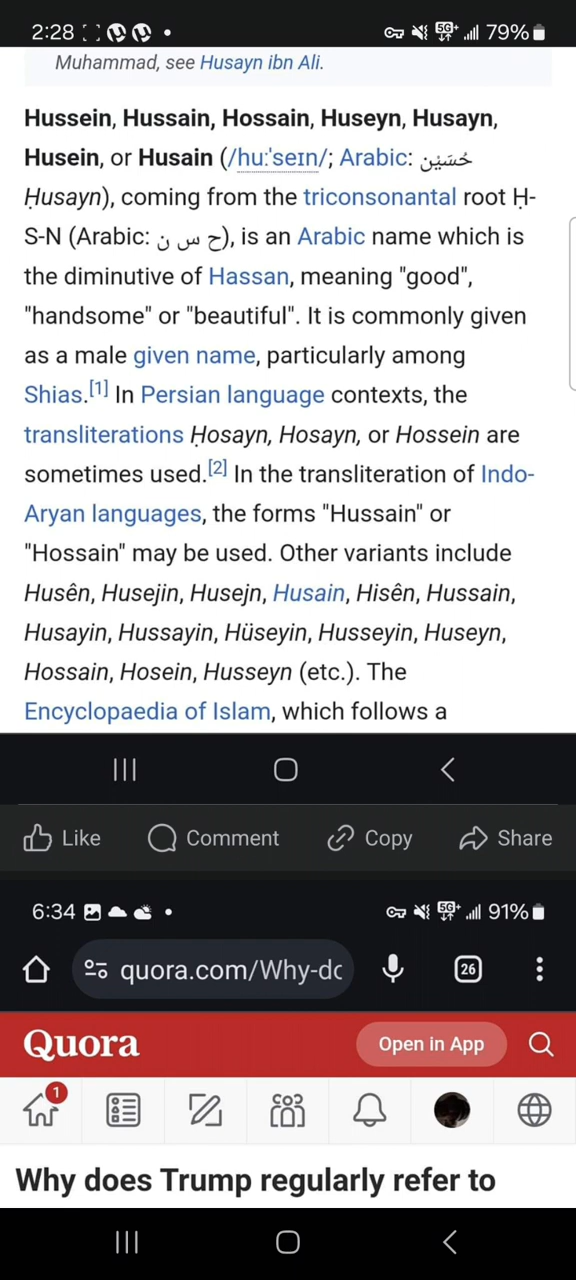 2:28 79%
Muhammad, see Husayn ibn Ali.
Hussein, Hussain, Hossain, Huseyn, Husayn,
Husein, or Husain (/huːˈseɪn/; Arabic: حُسَيْن
Ḥusayn), coming from the triconsonantal root Ḥ-
S-N (Arabic: ح س ن), is an Arabic name which is
the diminutive of Hassan, meaning "good",
"handsome" or "beautiful". It is commonly given
as a male given name, particularly among
Shias.[1] In Persian language contexts, the
transliterations Ḥosayn, Hosayn, or Hossein are
sometimes used.[2] In the transliteration of Indo-
Aryan languages, the forms "Hussain" or
"Hossain" may be used. Other variants include
Husên, Husejin, Husejn, Husain, Hisên, Hussain,
Husayin, Hussayin, Hüseyin, Husseyin, Huseyn,
Hossain, Hosein, Husseyn (etc.). The
Encyclopaedia of Islam, which follows a
Like Comment Copy Share
6:34 5G+ 91%
quora.com/Why-dc 26
Quora Open in App
1
Why does Trump regularly refer to